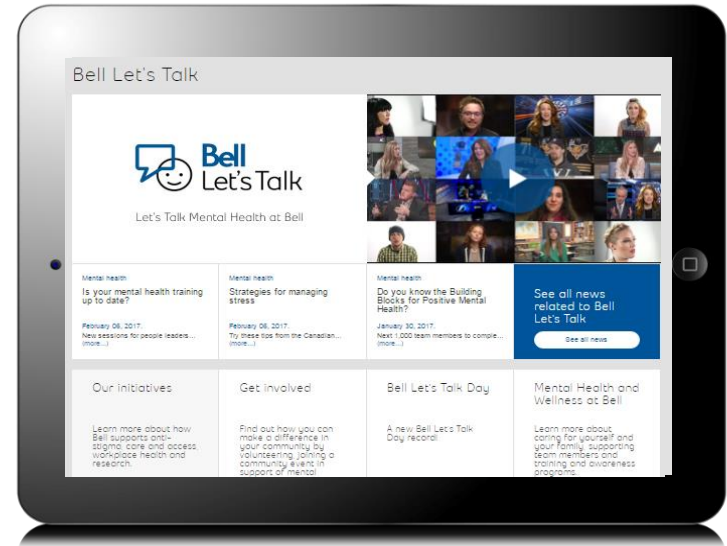 Bell Let's Talk
Bell
Let's Talk
Let's Talk Mental Health at Bell
Mental health
Is your mental health training
up to date?
February 06, 2017.
New sessions for people leaders...
(more...)
Mental health
Strategies for managing
stress
February 06, 2017.
Try these tips from the Canadian...
(more...)
Mental health
Do you know the Building
Blocks for Positive Mental
Health?
January 30, 2017.
Next 1,000 team members to comple...
(more...)
See all news
related to Bell
Let's Talk
See all news
Our initiatives
Learn more about how
Bell supports anti-
stigma, care and access,
workplace health and
research.
Get involved
Find out how you can
make a difference in
your community by
volunteering, joining a
community event in
support of mental
Bell Let's Talk Day
A new Bell Let's Talk
Day record!
Mental Health and
Wellness at Bell
Learn more about
caring for yourself and
your family, supporting
team members and
training and awareness
programs.